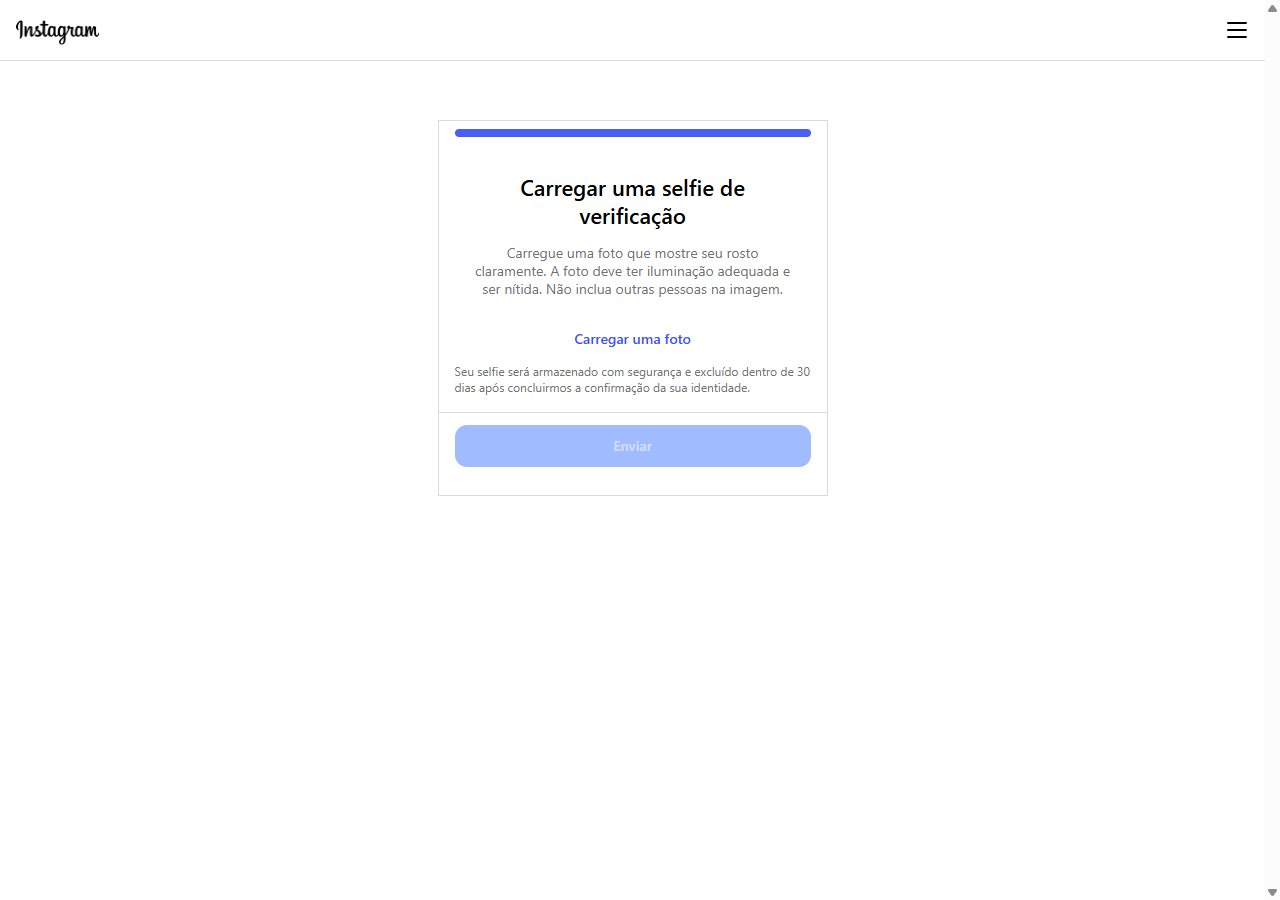 Instagram
Carregar uma selfie de
verificação
Carregue uma foto que mostre seu rosto
claramente. A foto deve ter iluminação adequada e
ser nítida. Não inclua outras pessoas na imagem.
Carregar uma foto
Seu selfie será armazenado com segurança e excluído dentro de 30
dias após concluirmos a confirmação da sua identidade.
Enviar